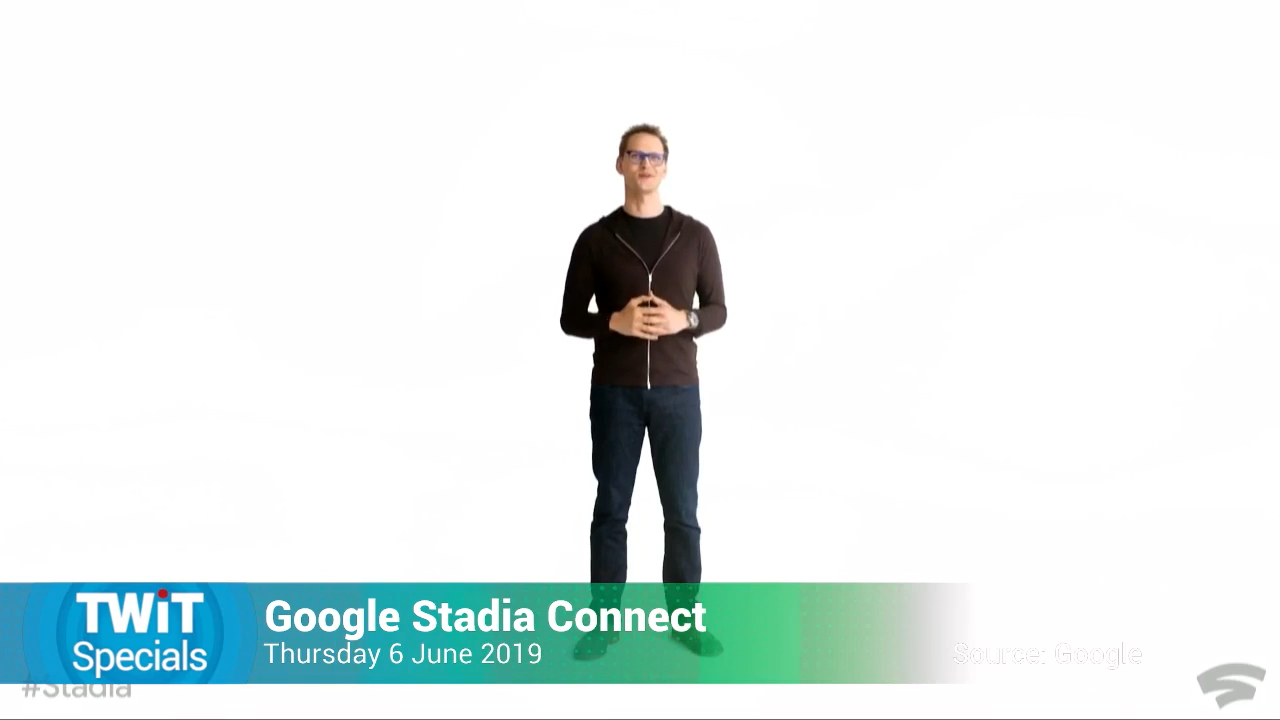 TWiT
Specials
Google Stadia Connect
Thursday 6 June 2019
Source: Google
#Stadia